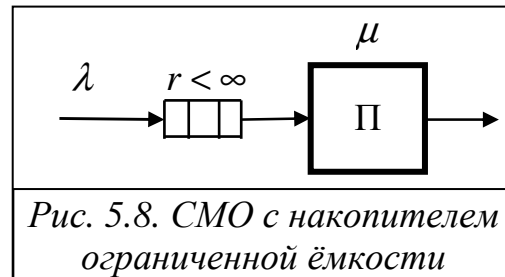 μ
λ
r < ∞
П
Рис. 5.8. СМО с накопителем
ограниченной ёмкости